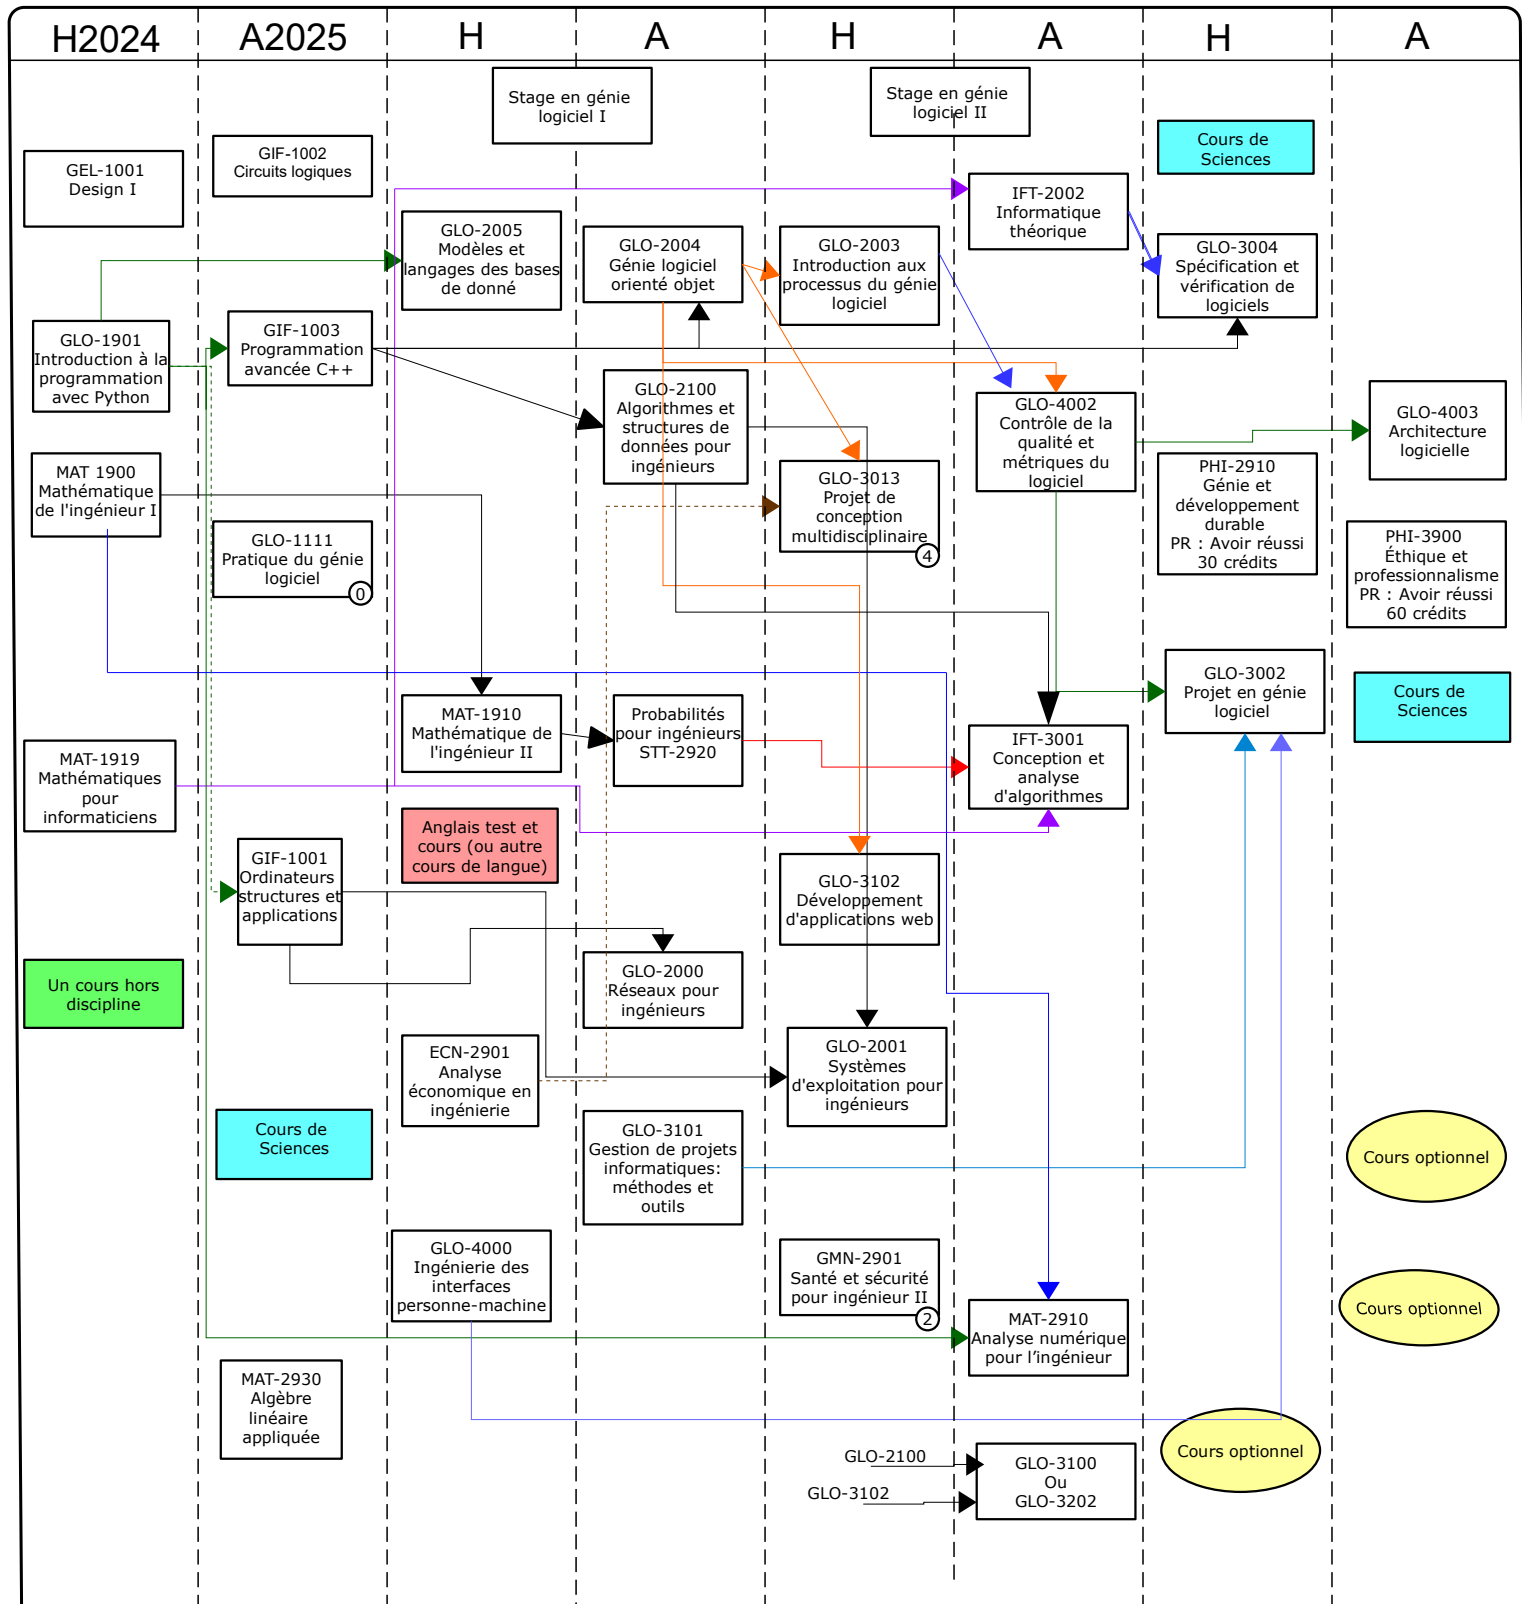 H2024
A2025
H
A
H
A
H
A
GEL-1001
Design I
GLO-1901
Introduction à la
programmation
avec Python
MAT 1900
Mathématique
de l'ingénieur I
MAT-1919
Mathématiques
pour
informaticiens
Un cours hors
discipline
GIF-1002
Circuits logiques
GIF-1003
Programmation
avancée C++
GLO-1111
Pratique du génie
logiciel
0
GIF-1001
Ordinateurs
structures et
applications
Cours de
Sciences
MAT-2930
Algèbre
linéaire
appliquée
Stage en génie
logiciel I
GLO-2005
Modèles et
langages des bases
de donné
MAT-1910
Mathématique de
l'ingénieur II
Anglais test et
cours (ou autre
cours de langue)
ECN-2901
Analyse
économique en
ingénierie
GLO-4000
Ingénierie des
interfaces
personne-machine
GLO-2004
Génie logiciel
orienté objet
GLO-2100
Algorithmes et
structures de
données pour
ingénieurs
Probabilités
pour ingénieurs
STT-2920
GLO-2000
Réseaux pour
ingénieurs
GLO-3101
Gestion de projets
informatiques:
méthodes et
outils
Stage en génie
logiciel II
GLO-2003
Introduction aux
processus du génie
logiciel
GLO-3013
Projet de
conception
multidisciplinaire
4
GLO-3102
Développement
d'applications web
GLO-2001
Systèmes
d'exploitation pour
ingénieurs
GMN-2901
Santé et sécurité
pour ingénieur II
2
GLO-2100
GLO-3102
IFT-2002
Informatique
théorique
GLO-4002
Contrôle de la
qualité et
métriques du
logiciel
IFT-3001
Conception et
analyse
d'algorithmes
MAT-2910
Analyse numérique
pour l'ingénieur
GLO-3100
Ou
GLO-3202
Cours de
Sciences
GLO-3004
Spécification et
vérification de
logiciels
PHI-2910
Génie et
développement
durable
PR : Avoir réussi
30 crédits
GLO-3002
Projet en génie
logiciel
Cours optionnel
GLO-4003
Architecture
logicielle
PHI-3900
Éthique et
professionnalisme
PR : Avoir réussi
60 crédits
Cours de
Sciences
Cours optionnel
Cours optionnel